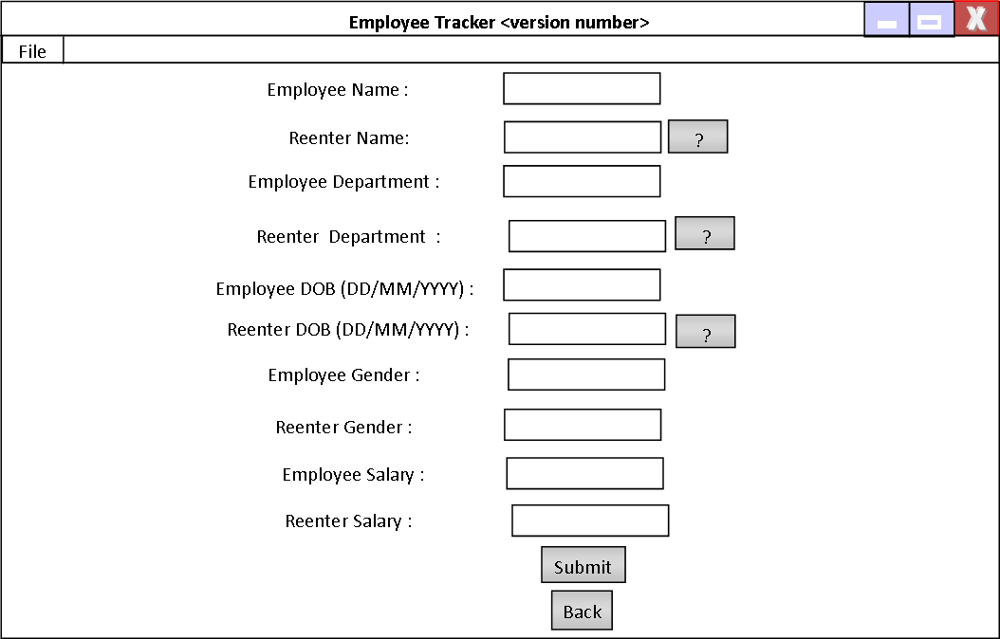 Employee Tracker <version number>
X
File
Employee Name :
Reenter Name:
?
Employee Department :
Reenter  Department  :
?
Employee DOB (DD/MM/YYYY) :
Reenter DOB (DD/MM/YYYY) :
?
Employee Gender :
Reenter Gender :
Employee Salary :
Reenter Salary :
Submit
Back